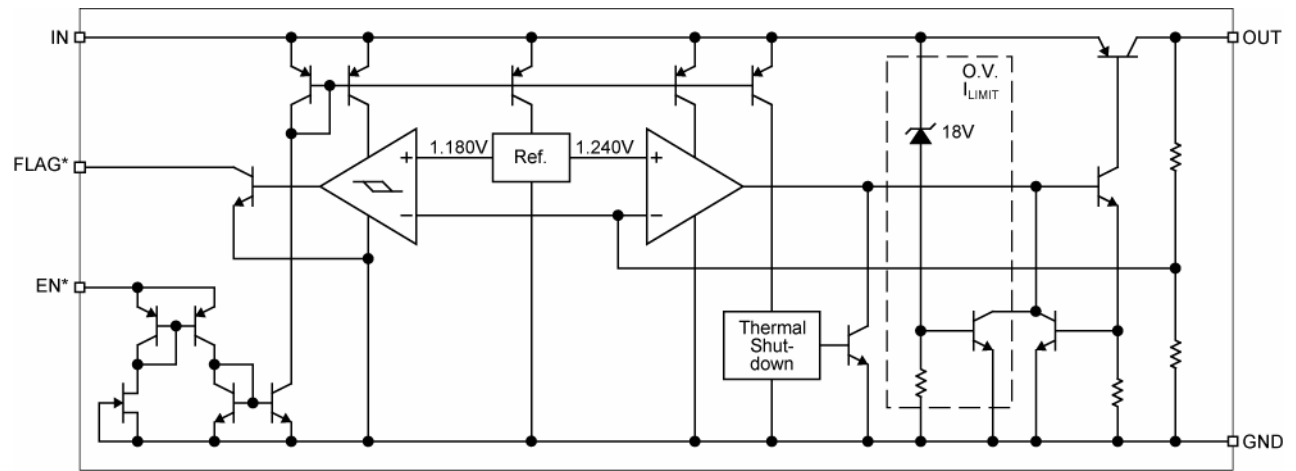 IN
OUT
O.V.
ILIMIT
18V
FLAG*
+
1.180V
Ref.
1.240V
+
−
−
EN*
Thermal
Shut-
down
GND